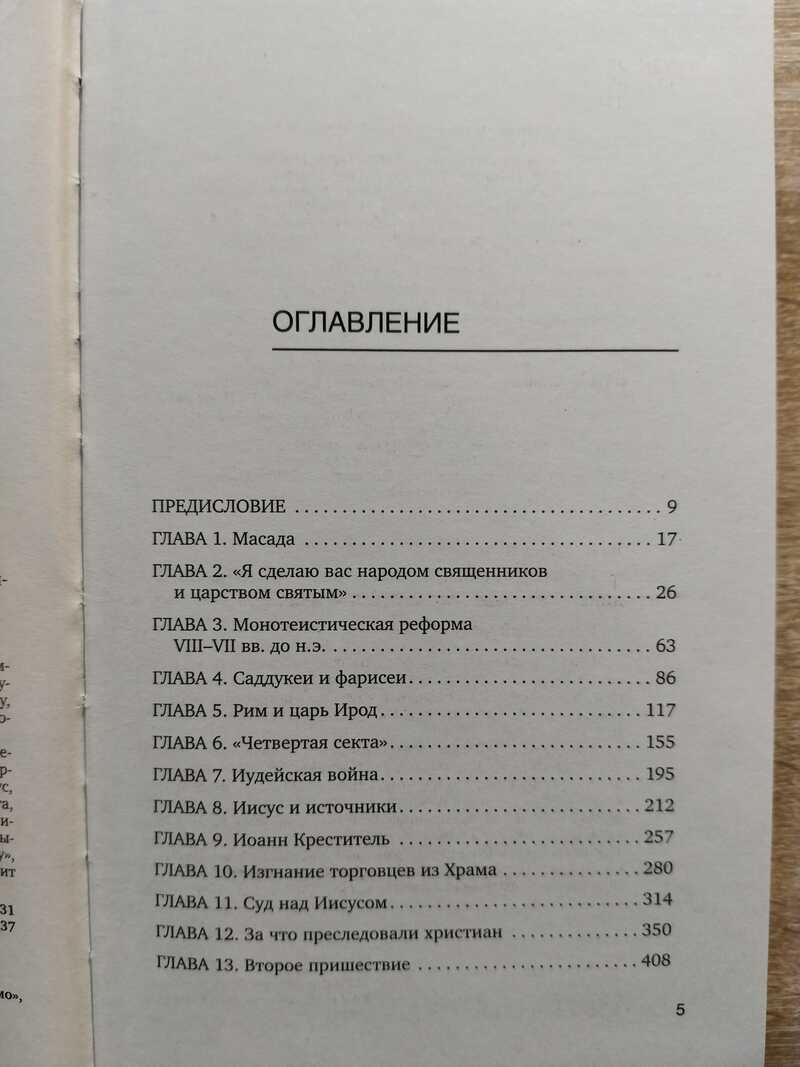 ОГЛАВЛЕНИЕ
ПРЕДИСЛОВИЕ ........................................ 9
ГЛАВА 1. Масада ..................................... 17
ГЛАВА 2. «Я сделаю вас народом священников
и царством святым» ................................ 26
ГЛАВА 3. Монотеистическая реформа
VIII–VII вв. до н.э. ................................... 63
ГЛАВА 4. Саддукеи и фарисеи .......................... 86
ГЛАВА 5. Рим и царь Ирод ............................. 117
ГЛАВА 6. «Четвертая секта» ............................ 155
ГЛАВА 7. Иудейская война ............................. 195
ГЛАВА 8. Иисус и источники .......................... 212
ГЛАВА 9. Иоанн Креститель .......................... 257
ГЛАВА 10. Изгнание торговцев из Храма ............... 280
ГЛАВА 11. Суд над Иисусом ........................... 314
ГЛАВА 12. За что преследовали христиан .............. 350
ГЛАВА 13. Второе пришествие ........................ 408
5
31
37